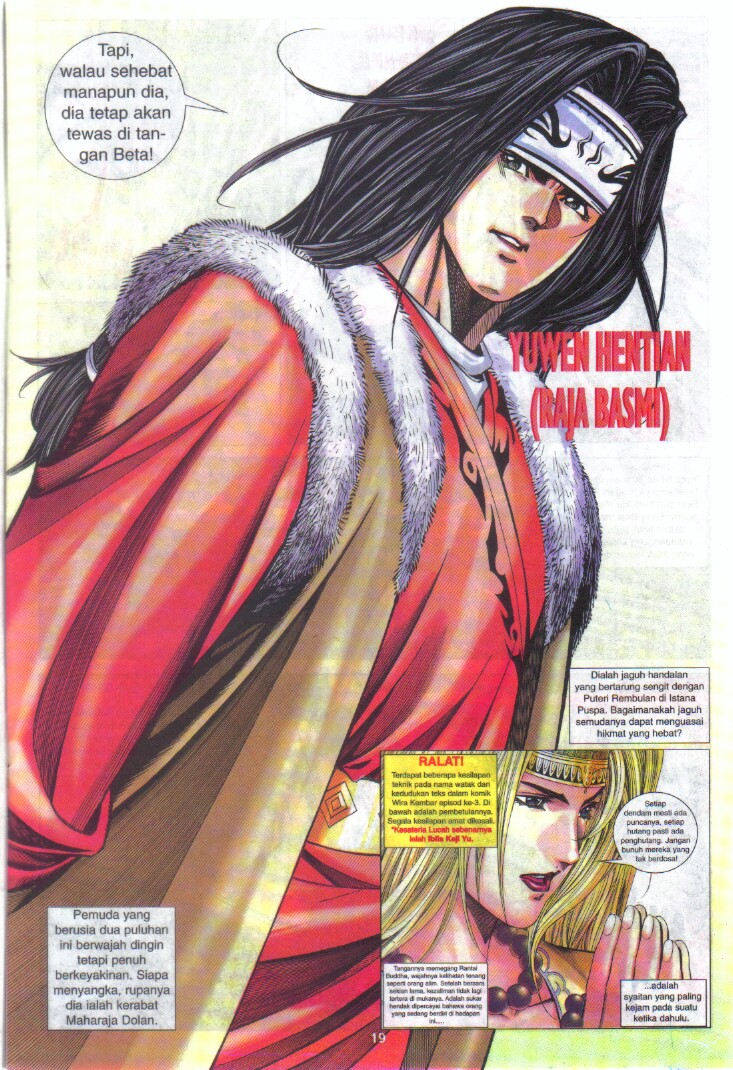 Tapi,
walau sehebat
manapun dia,
dia tetap akan
tewas di tan-
gan Beta!
YUWEN HENTIAN
(RAJA BASMI)
Dialah jaguh handalan
yang bertarung sengit dengan
Puteri Rembulan di Istana
Puspa. Bagaimanakah jaguh
semudanya dapat menguasai
hikmat yang hebat?
RALAT!
Terdapat beberapa kesilapan
teknik pada nama watak dan
kedudukan teks dalam komik
Wira Kembar episod ke-3. Di
bawah adalah pembetulannya.
Segala kesilapan amat dikesali.
*Kesateria Lucah sebenarnya
ialah Iblis Keji Yu.
Setiap
dendam mesti ada
puncanya, setiap
hutang pasti ada
penghutang. Jangan
bunuh mereka yang
tak berdosa!
Pemuda yang
berusia dua puluhan
ini berwajah dingin
tetapi penuh
berkeyakinan. Siapa
menyangka, rupanya
dia ialah kerabat
Maharaja Dolan.
Tangannya memegang Rantai
Buddha, wajahnya kelihatan tenang
seperti orang alim. Setelah bersara
sekian lama, kezaliman tidak lagi
tertera di mukanya. Adalah sukar
hendak dipercayai bahawa orang
yang sedang berdiri di hadapan
ini.....
...adalah
syaitan yang paling
kejam pada suatu
ketika dahulu.
19